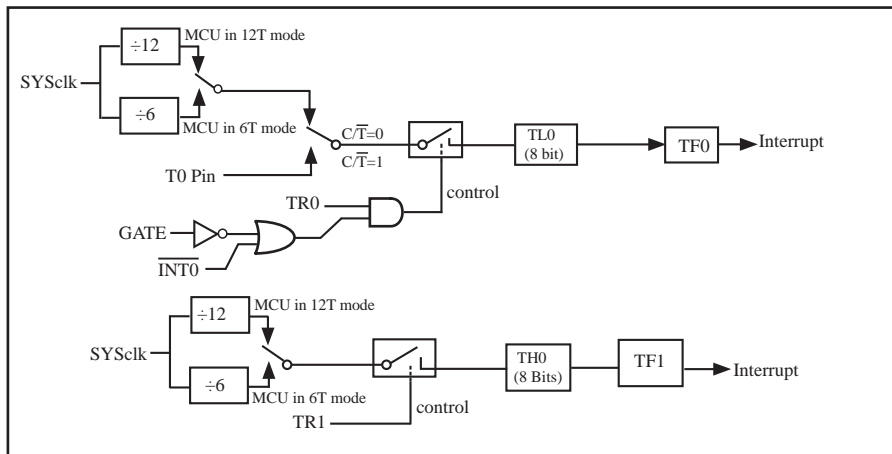 ÷12
MCU in 12T mode
SYSclk
÷6
MCU in 6T mode
C/T̅=0
C/T̅=1
TL0
(8 bit)
TF0
Interrupt
T0 Pin
control
TR0
GATE
I̅N̅T̅0̅
÷12
MCU in 12T mode
SYSclk
÷6
MCU in 6T mode
TH0
(8 Bits)
TF1
Interrupt
control
TR1